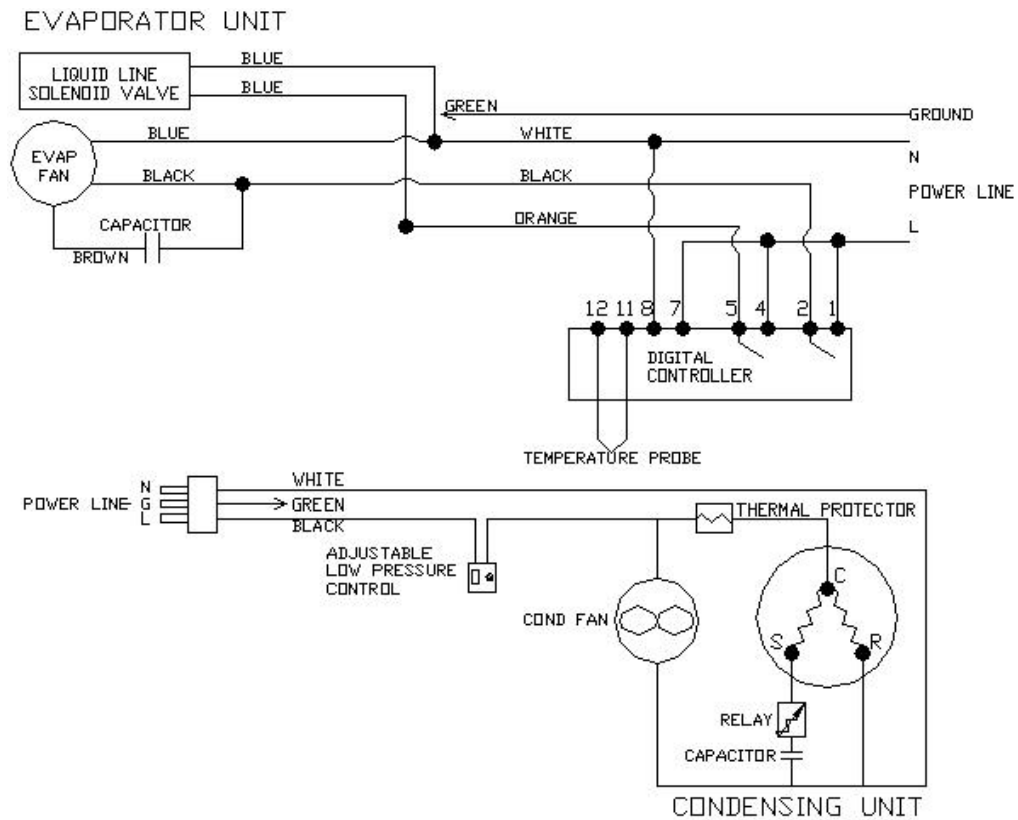 EVAPORATOR UNIT
LIQUID LINE
SOLENOID VALVE
BLUE
BLUE
GREEN
GROUND
BLUE
WHITE
N
EVAP
FAN
BLACK
BLACK
POWER LINE
CAPACITOR
ORANGE
L
BROWN
12 11 8 7 5 4 2 1
DIGITAL
CONTROLLER
TEMPERATURE PROBE
POWER LINE
N
G
L
WHITE
GREEN
BLACK
THERMAL PROTECTOR
ADJUSTABLE
LOW PRESSURE
CONTROL
COND FAN
C
S
R
RELAY
CAPACITOR
CONDENSING UNIT